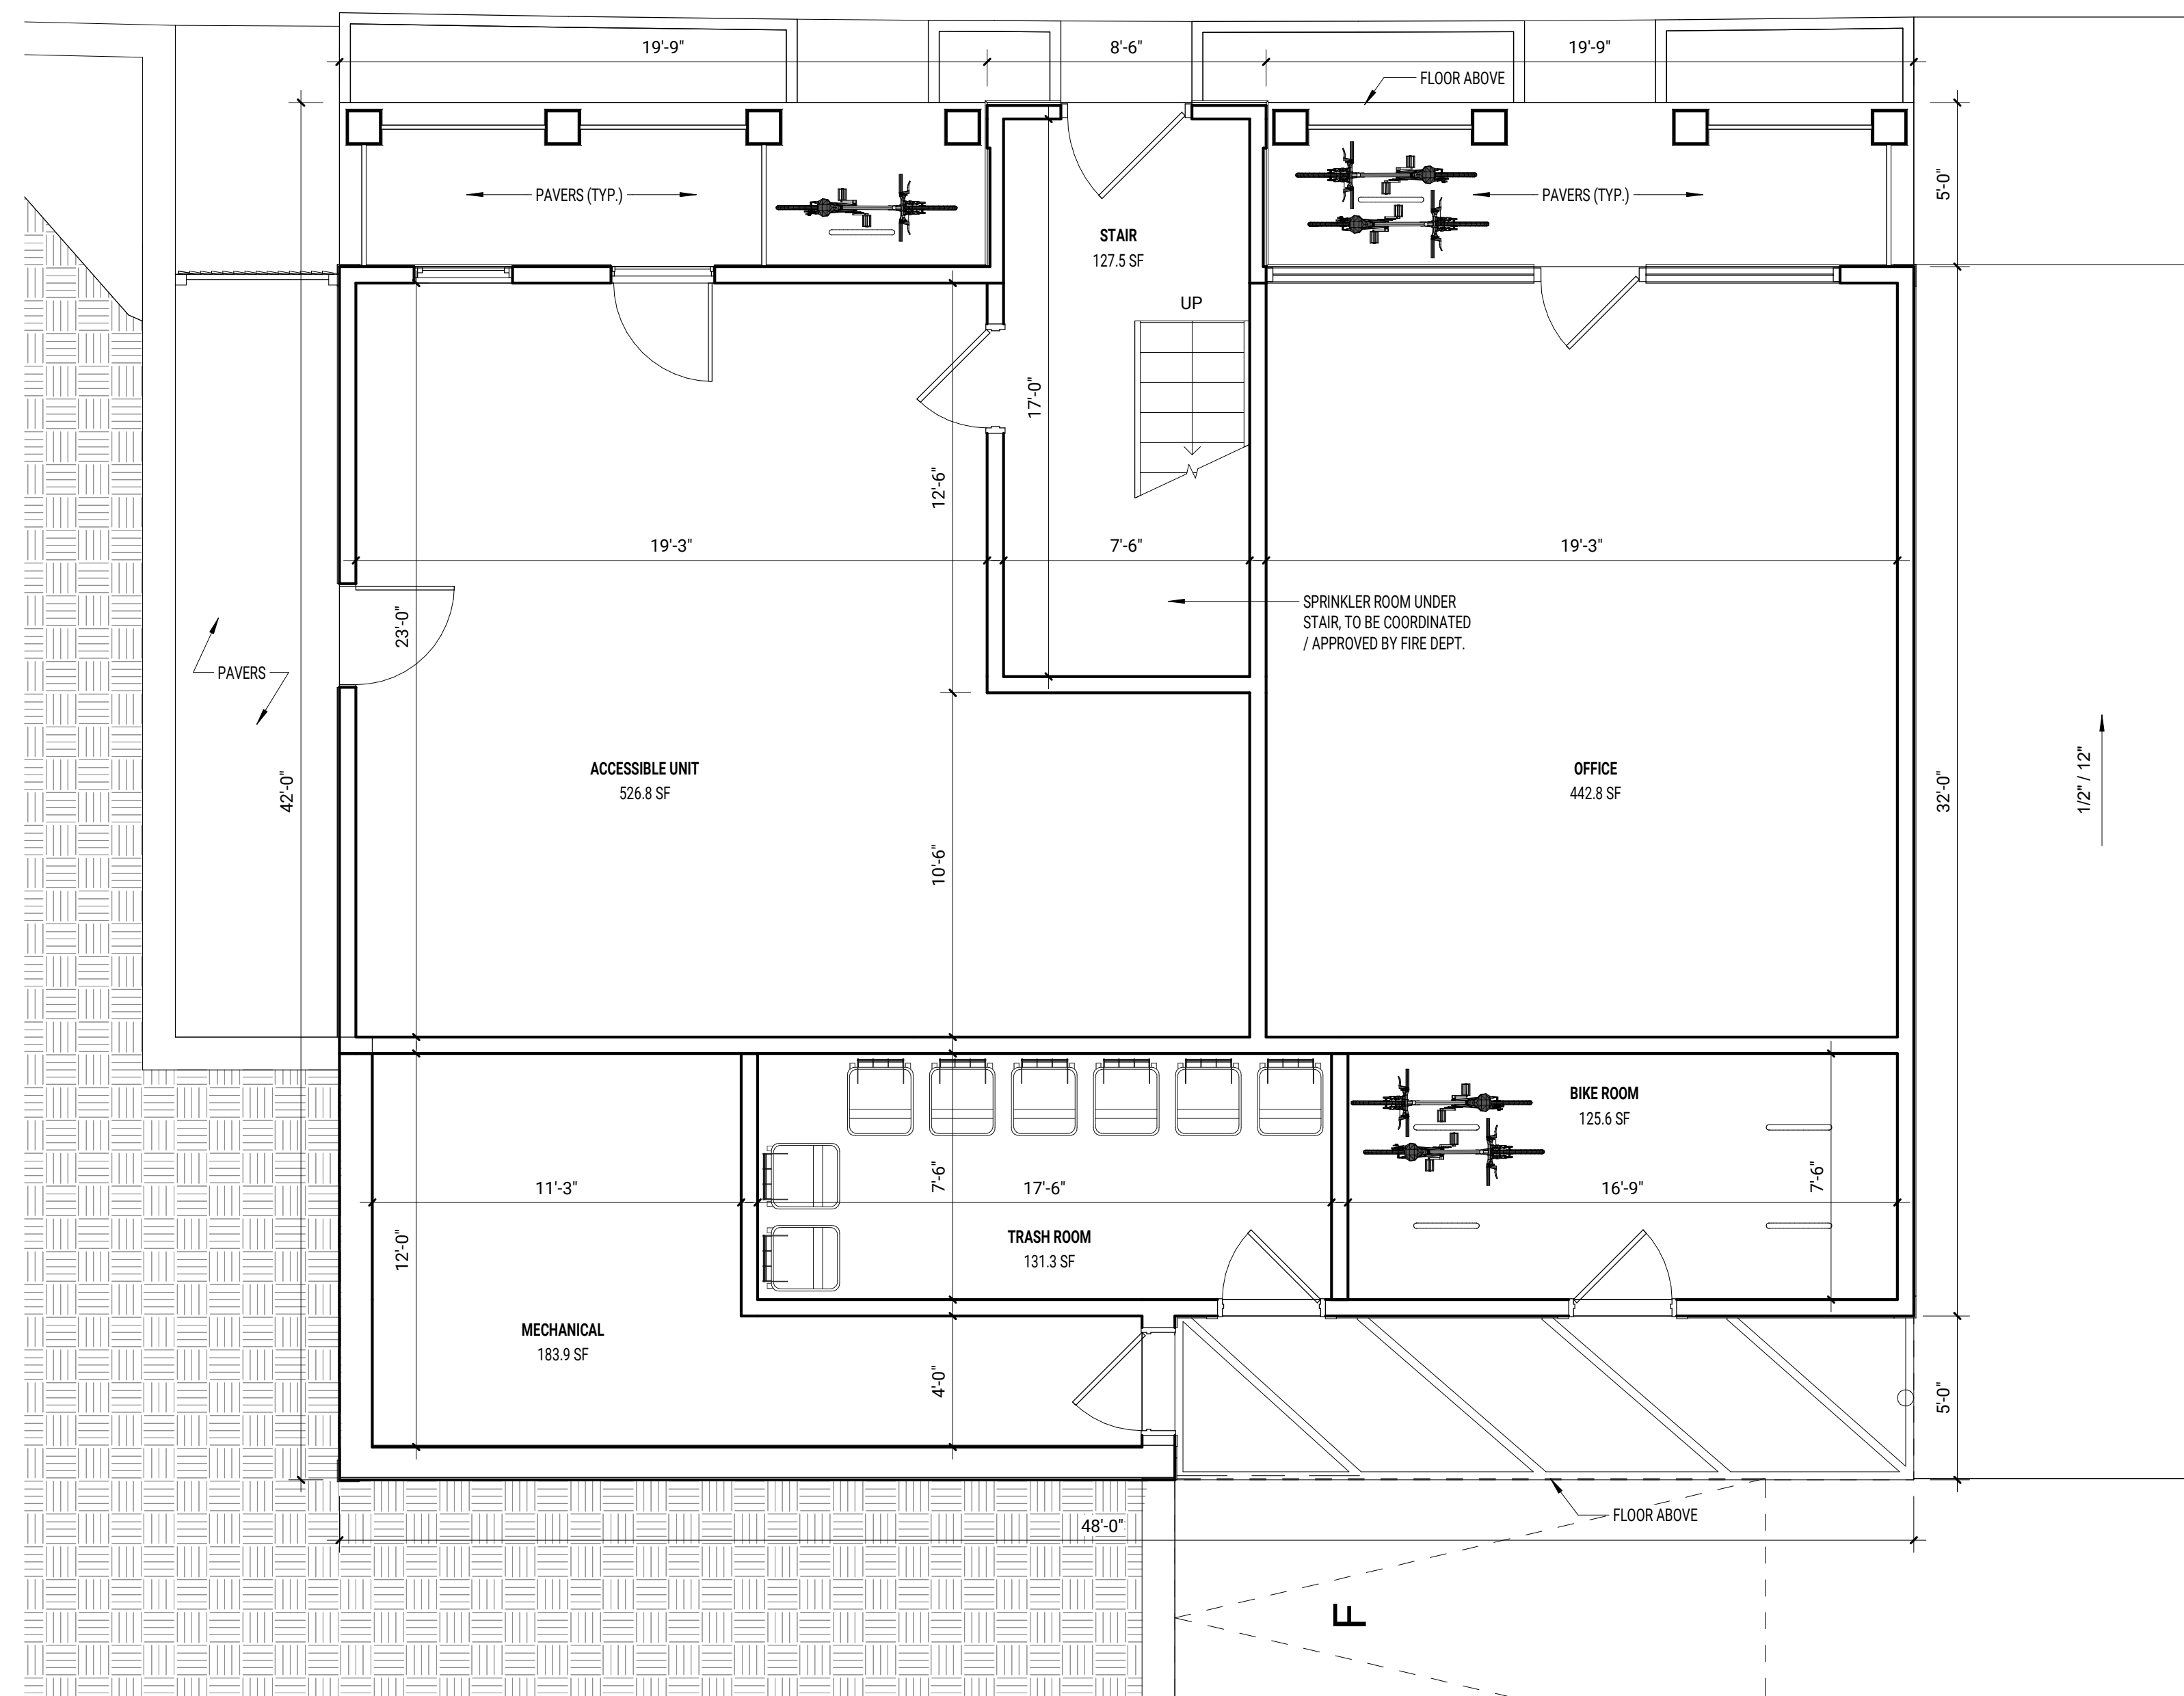 19'-9"
8'-6"
19'-9"
FLOOR ABOVE
PAVERS (TYP.)
PAVERS (TYP.)
5'-0"
STAIR
127.5 SF
UP
17'-0"
12'-6"
19'-3"
7'-6"
19'-3"
SPRINKLER ROOM UNDER
STAIR, TO BE COORDINATED
/ APPROVED BY FIRE DEPT.
23'-0"
PAVERS
ACCESSIBLE UNIT
526.8 SF
OFFICE
442.8 SF
42'-0"
32'-0"
1/2" / 12"
10'-6"
BIKE ROOM
125.6 SF
11'-3"
7'-6"
17'-6"
16'-9"
7'-6"
TRASH ROOM
131.3 SF
12'-0"
MECHANICAL
183.9 SF
4'-0"
5'-0"
FLOOR ABOVE
48'-0"
F